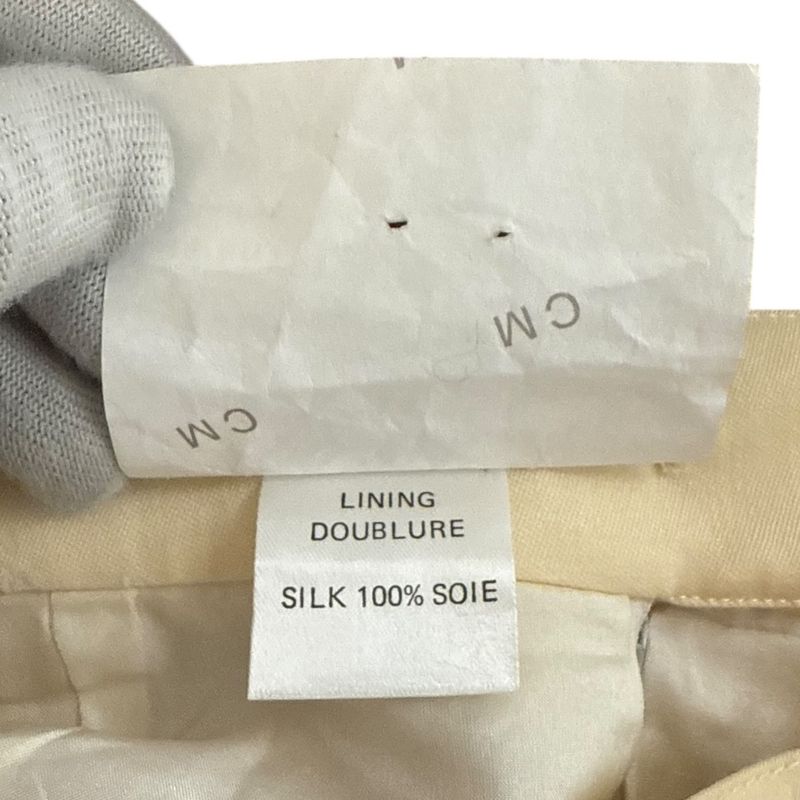 CM
CM
LINING
DOUBLURE
SILK 100% SOIE